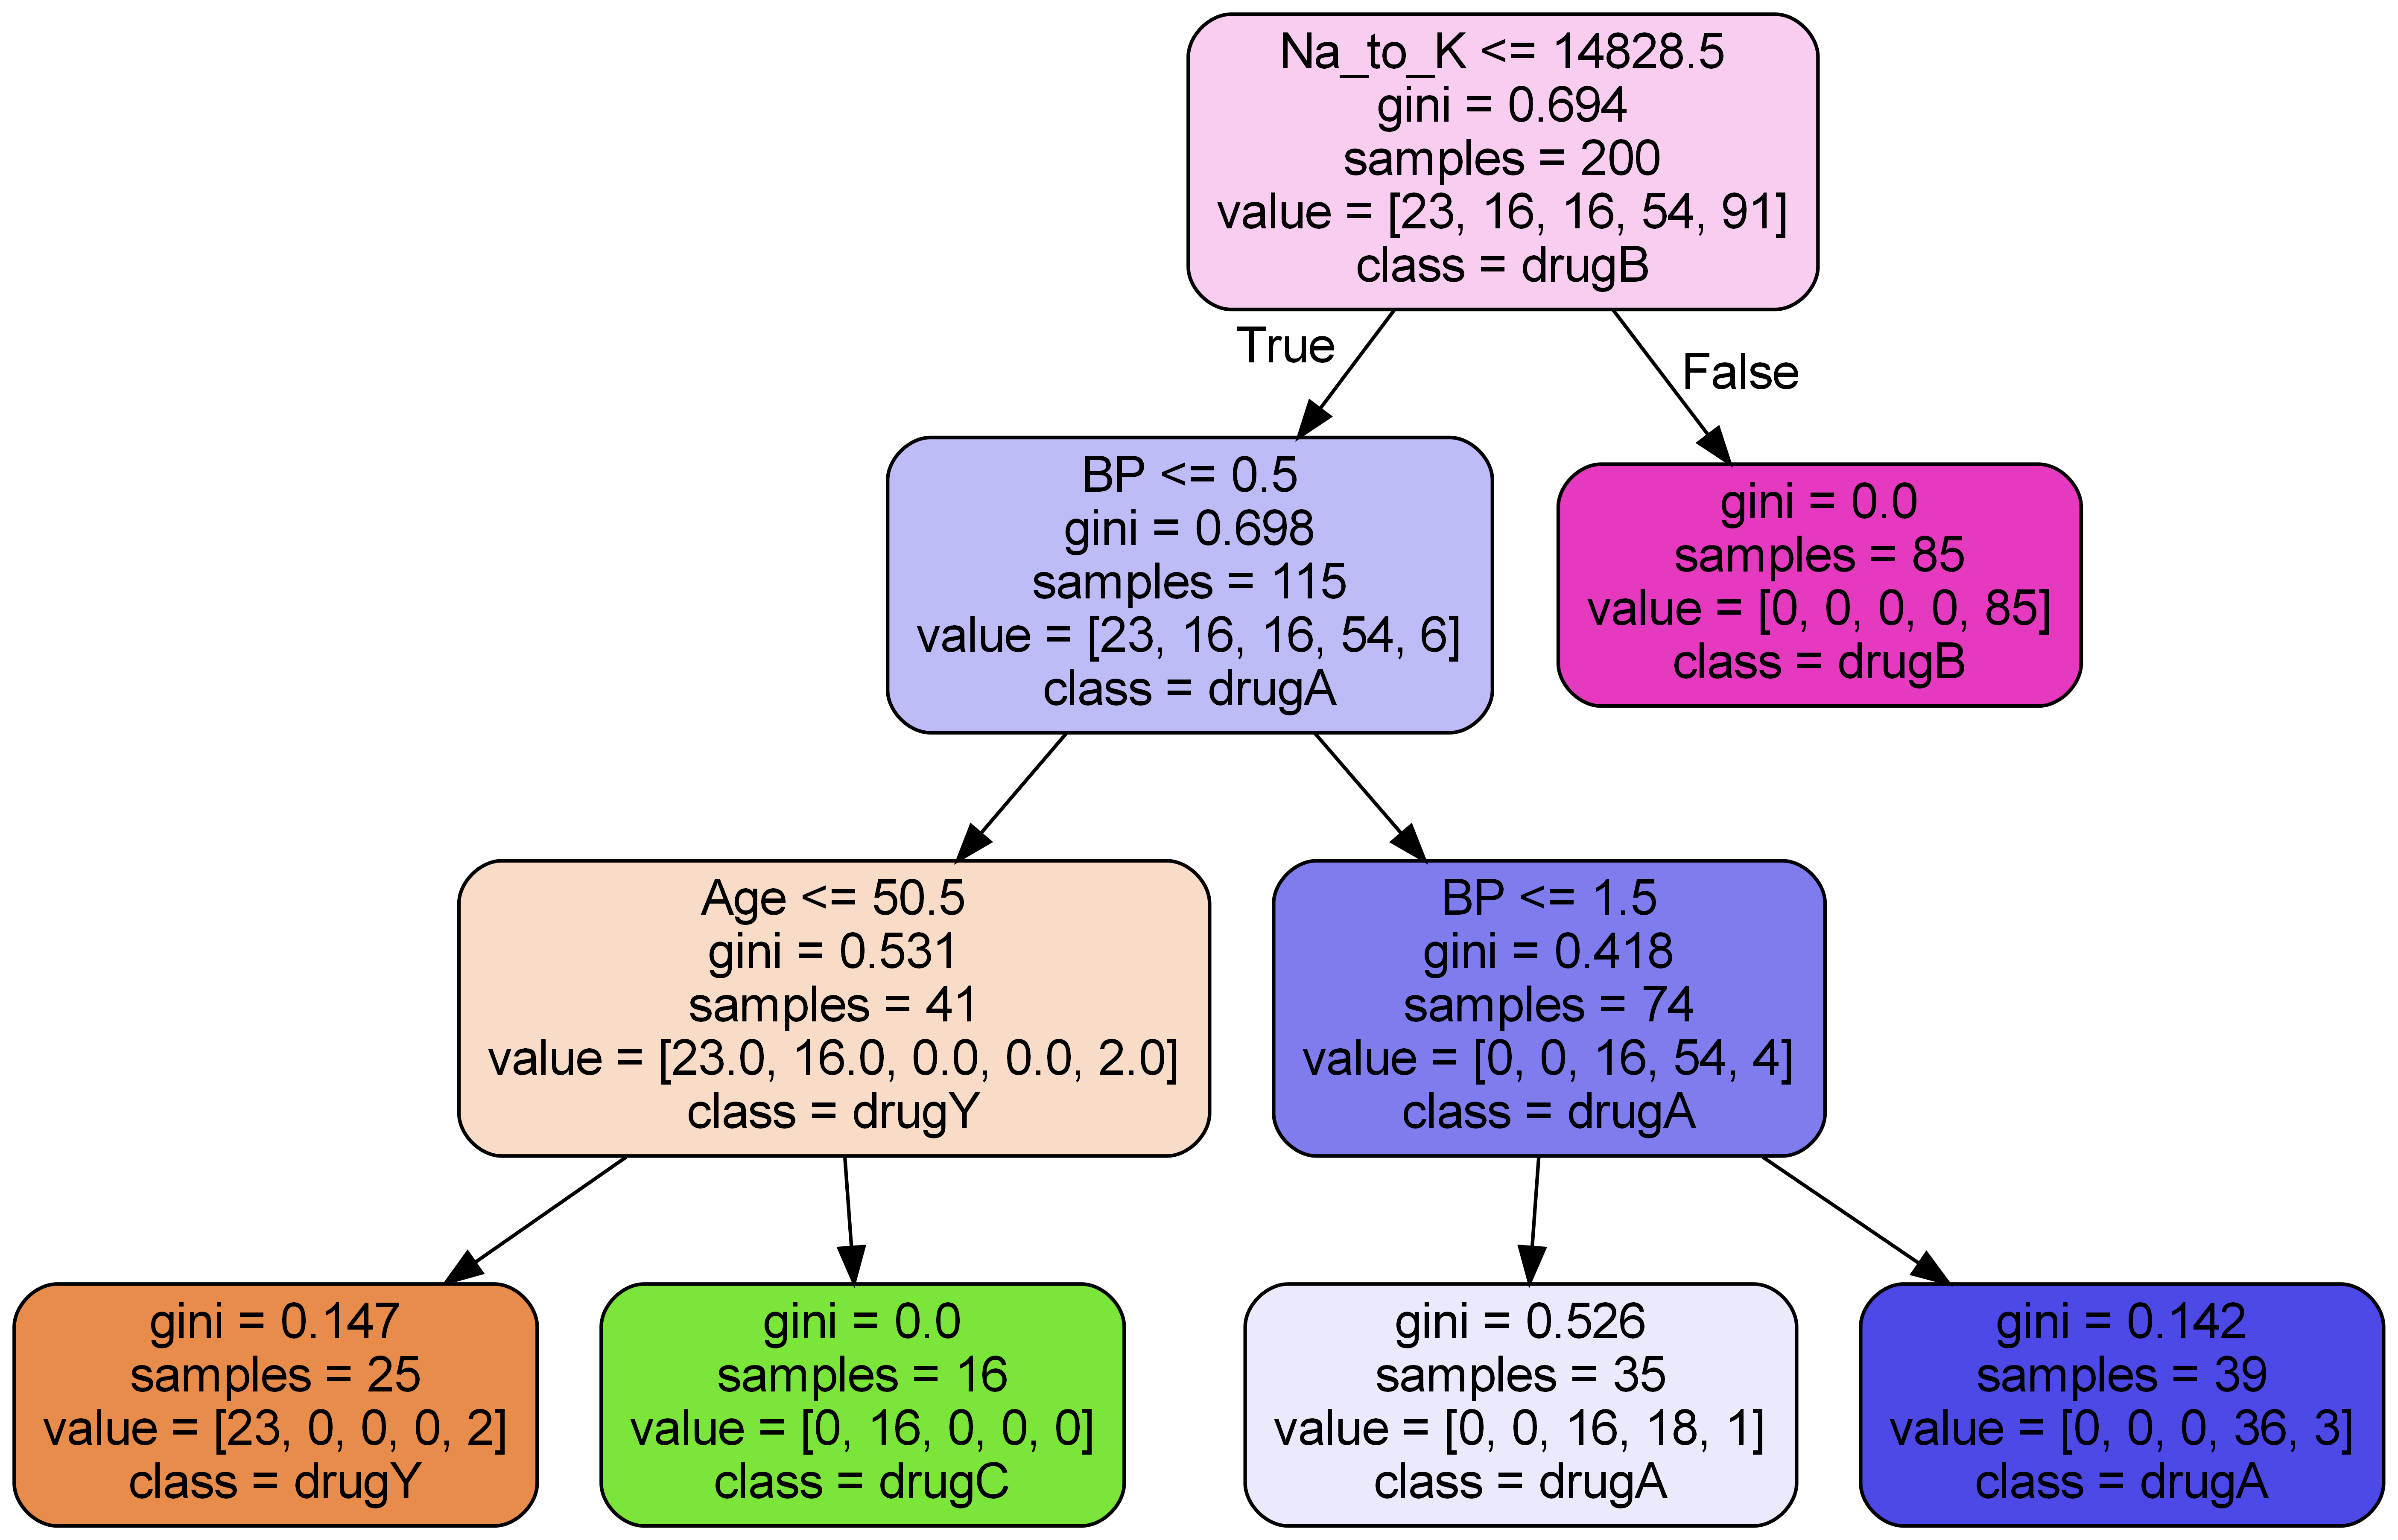 Na_to_K <= 14828.5
gini = 0.694
samples = 200
value = [23, 16, 16, 54, 91]
class = drugB
True
False
BP <= 0.5
gini = 0.698
samples = 115
value = [23, 16, 16, 54, 6]
class = drugA
gini = 0.0
samples = 85
value = [0, 0, 0, 0, 85]
class = drugB
Age <= 50.5
gini = 0.531
samples = 41
value = [23.0, 16.0, 0.0, 0.0, 2.0]
class = drugY
BP <= 1.5
gini = 0.418
samples = 74
value = [0, 0, 16, 54, 4]
class = drugA
gini = 0.147
samples = 25
value = [23, 0, 0, 0, 2]
class = drugY
gini = 0.0
samples = 16
value = [0, 16, 0, 0, 0]
class = drugC
gini = 0.526
samples = 35
value = [0, 0, 16, 18, 1]
class = drugA
gini = 0.142
samples = 39
value = [0, 0, 0, 36, 3]
class = drugA